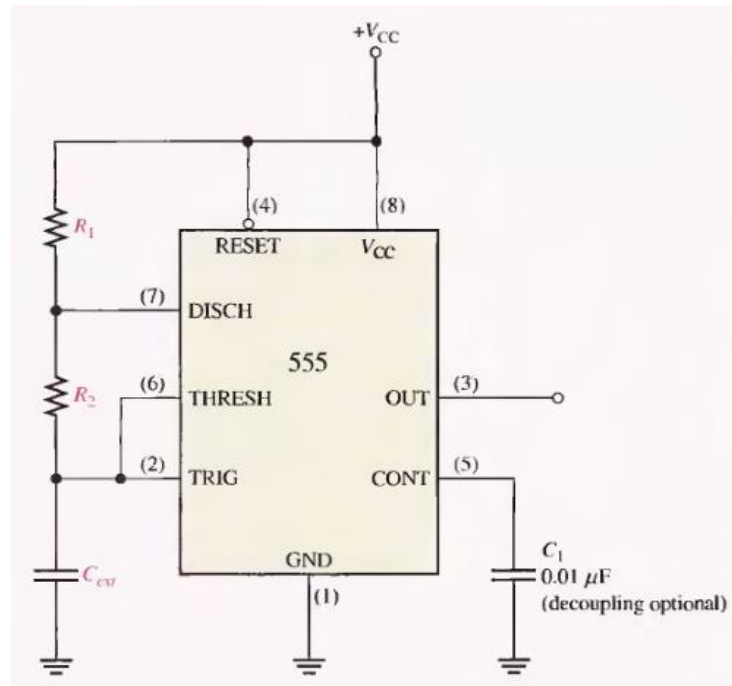 +VCC
(4)
(8)
R1
RESET
VCC
(7)
DISCH
555
(6)
R2
THRESH
OUT
(3)
(2)
TRIG
CONT
(5)
GND
C1
Cext
0.01 μF
(1)
(decoupling optional)